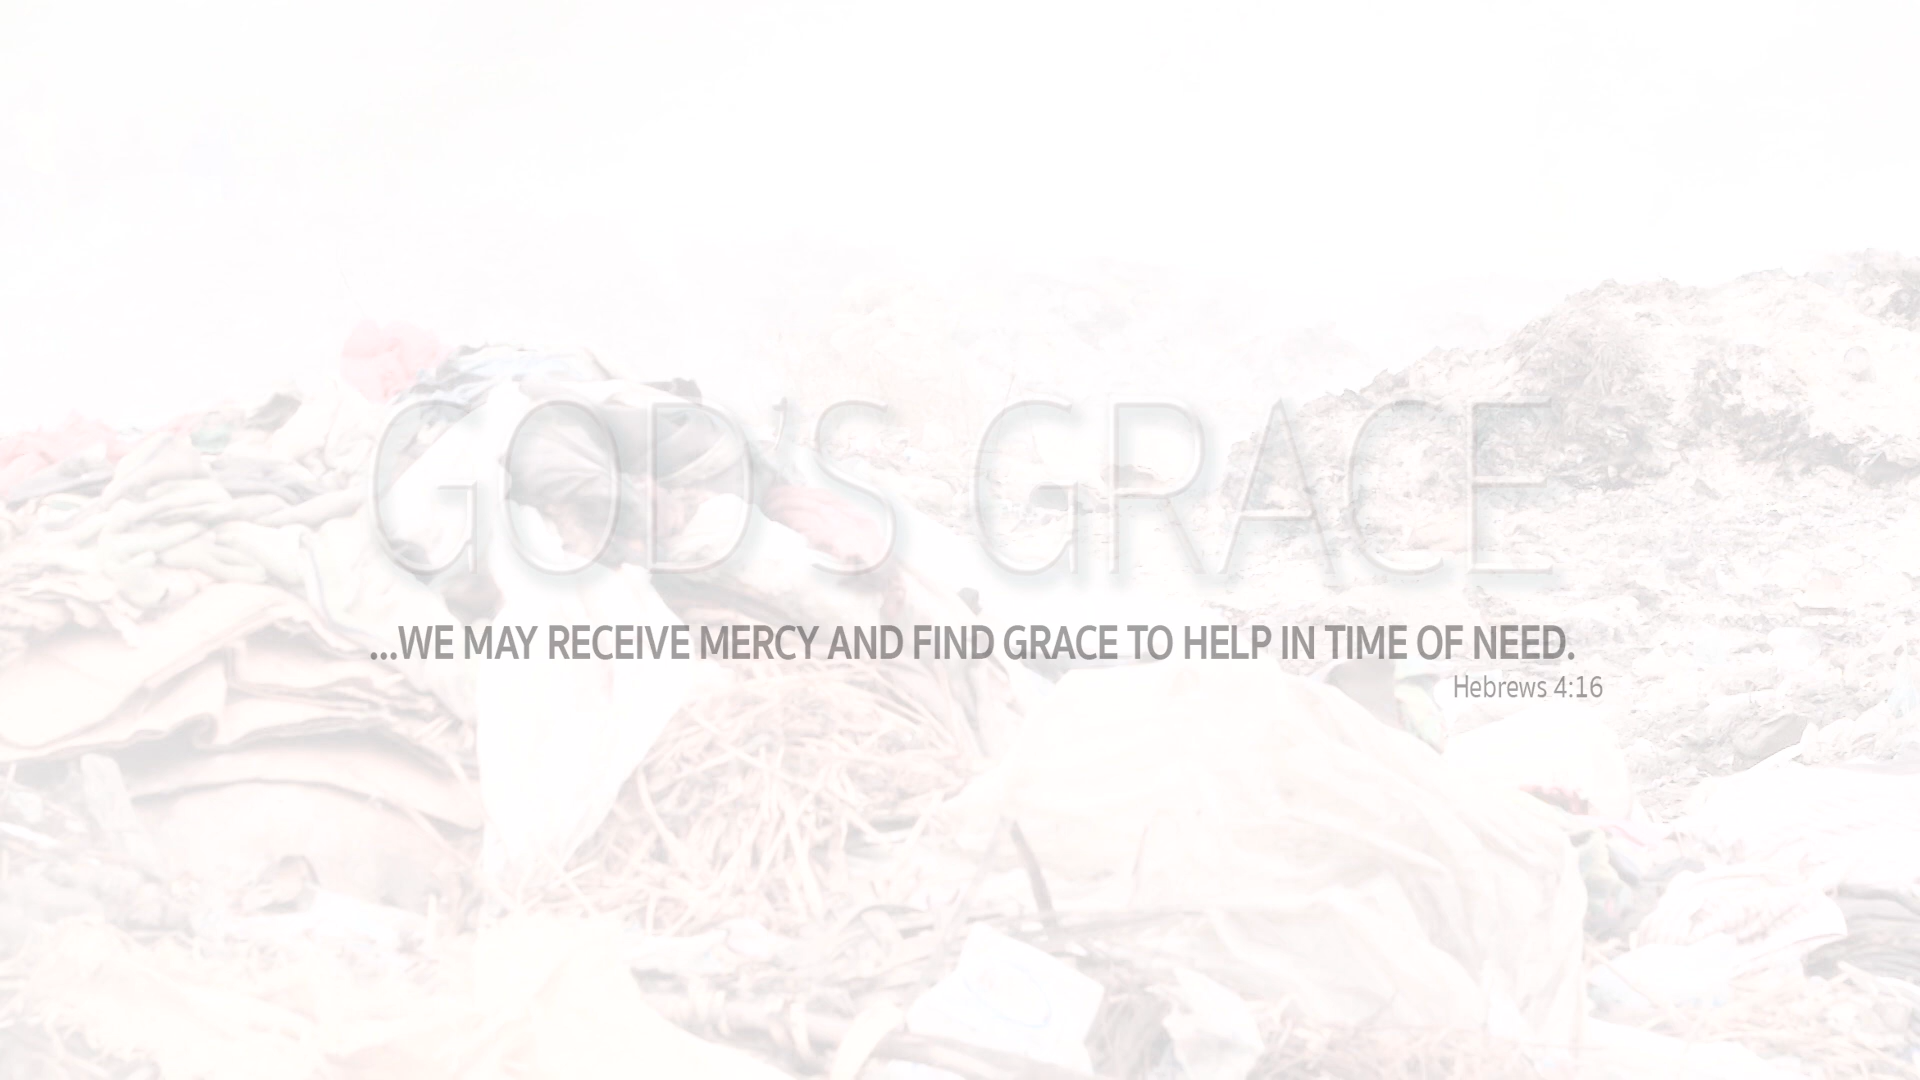 GOD'S GRACE
...WE MAY RECEIVE MERCY AND FIND GRACE TO HELP IN TIME OF NEED.
Hebrews 4:16